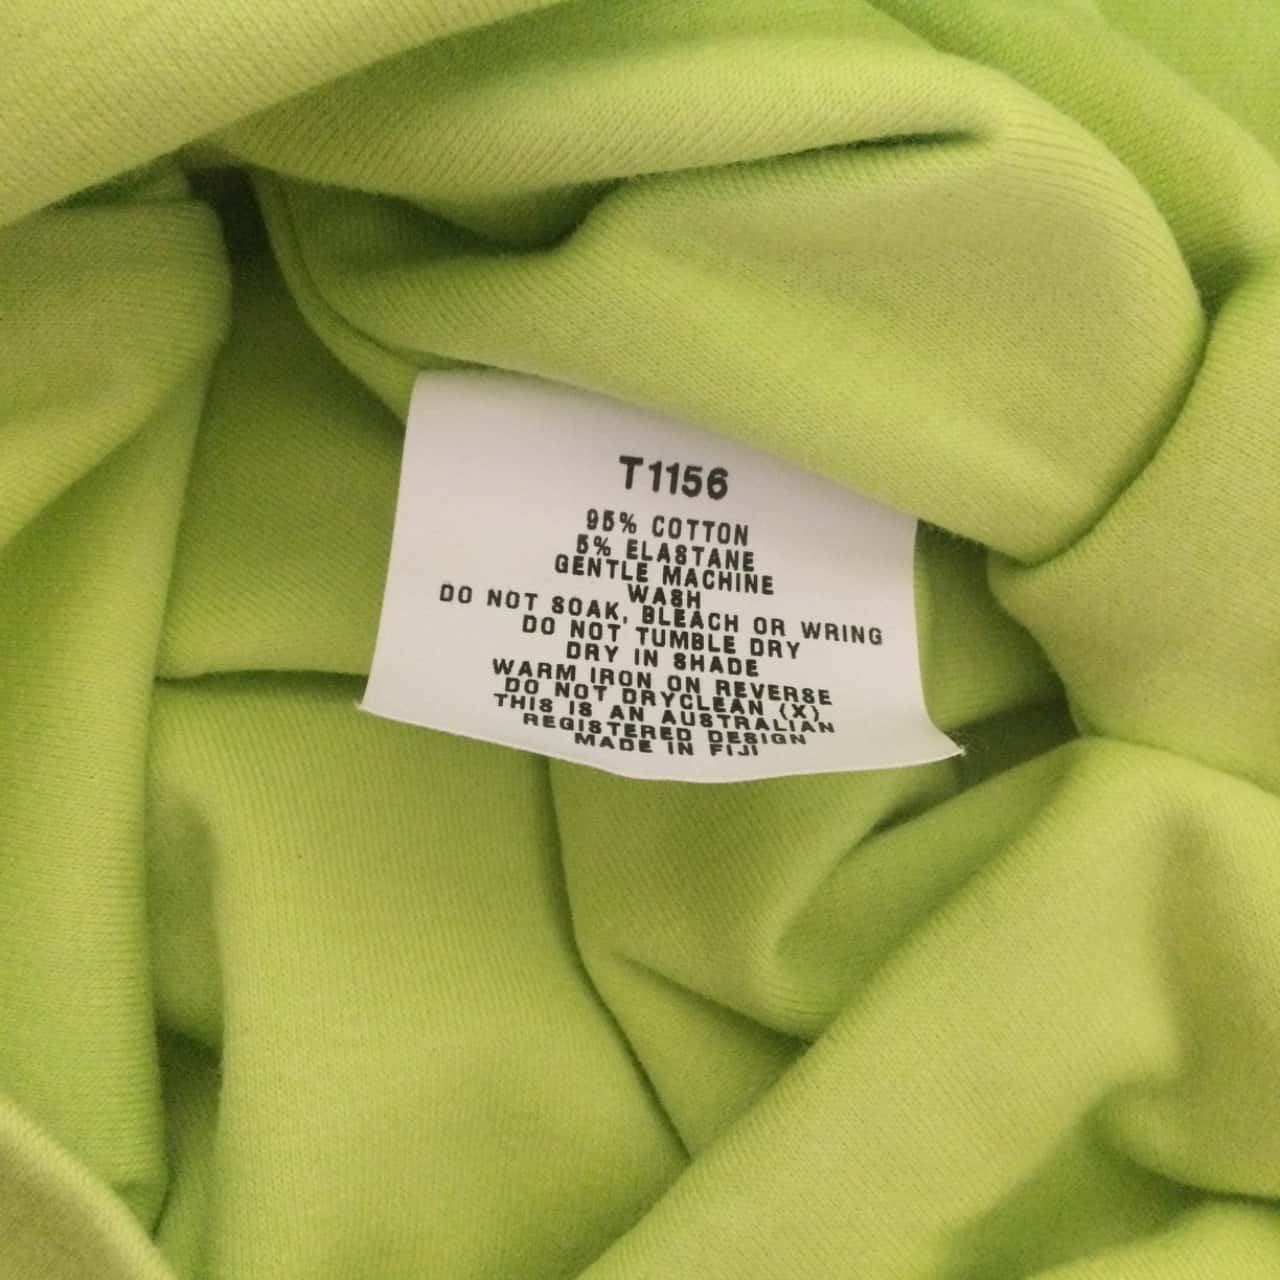 T1156
95% COTTON
5% ELASTANE
GENTLE MACHINE
WASH
DO NOT SOAK, BLEACH OR WRING
DO NOT TUMBLE DRY
DRY IN SHADE
WARM IRON ON REVERSE
DO NOT DRYCLEAN (X)
THIS IS AN AUSTRALIAN
REGISTERED DESIGN
MADE IN FIJI